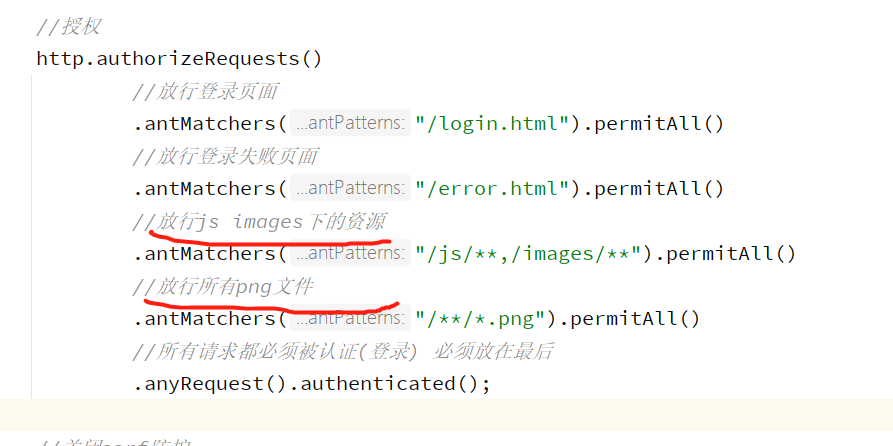 //授权
http.authorizeRequests()
//放行登录页面
.antMatchers( ...antPatterns: "/login.html").permitAll()
//放行登录失败页面
.antMatchers( ...antPatterns: "/error.html").permitAll()
//放行js images下的资源
.antMatchers( ...antPatterns: "/js/**,/images/**").permitAll()
//放行所有png文件
.antMatchers( ...antPatterns: "/**/*.png").permitAll()
//所有请求都必须被认证(登录) 必须放在最后
.anyRequest().authenticated();